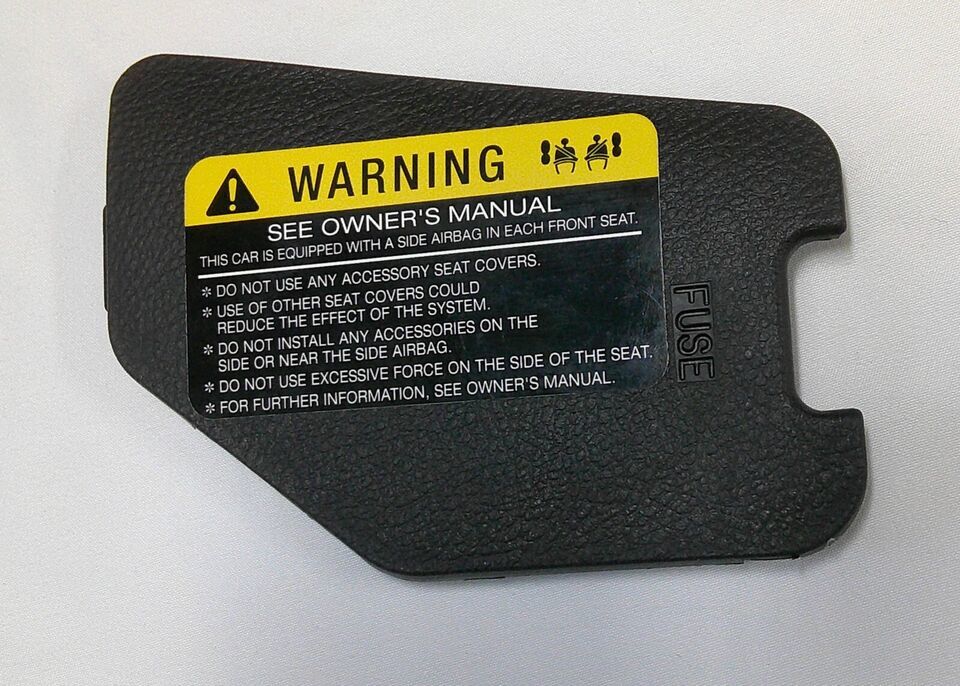 WARNING
SEE OWNER'S MANUAL
THIS CAR IS EQUIPPED WITH A SIDE AIRBAG IN EACH FRONT SEAT.
* DO NOT USE ANY ACCESSORY SEAT COVERS.
* USE OF OTHER SEAT COVERS COULD
REDUCE THE EFFECT OF THE SYSTEM.
* DO NOT INSTALL ANY ACCESSORIES ON THE
SIDE OR NEAR THE SIDE AIRBAG.
* DO NOT USE EXCESSIVE FORCE ON THE SIDE OF THE SEAT.
* FOR FURTHER INFORMATION, SEE OWNER'S MANUAL.
FUSE